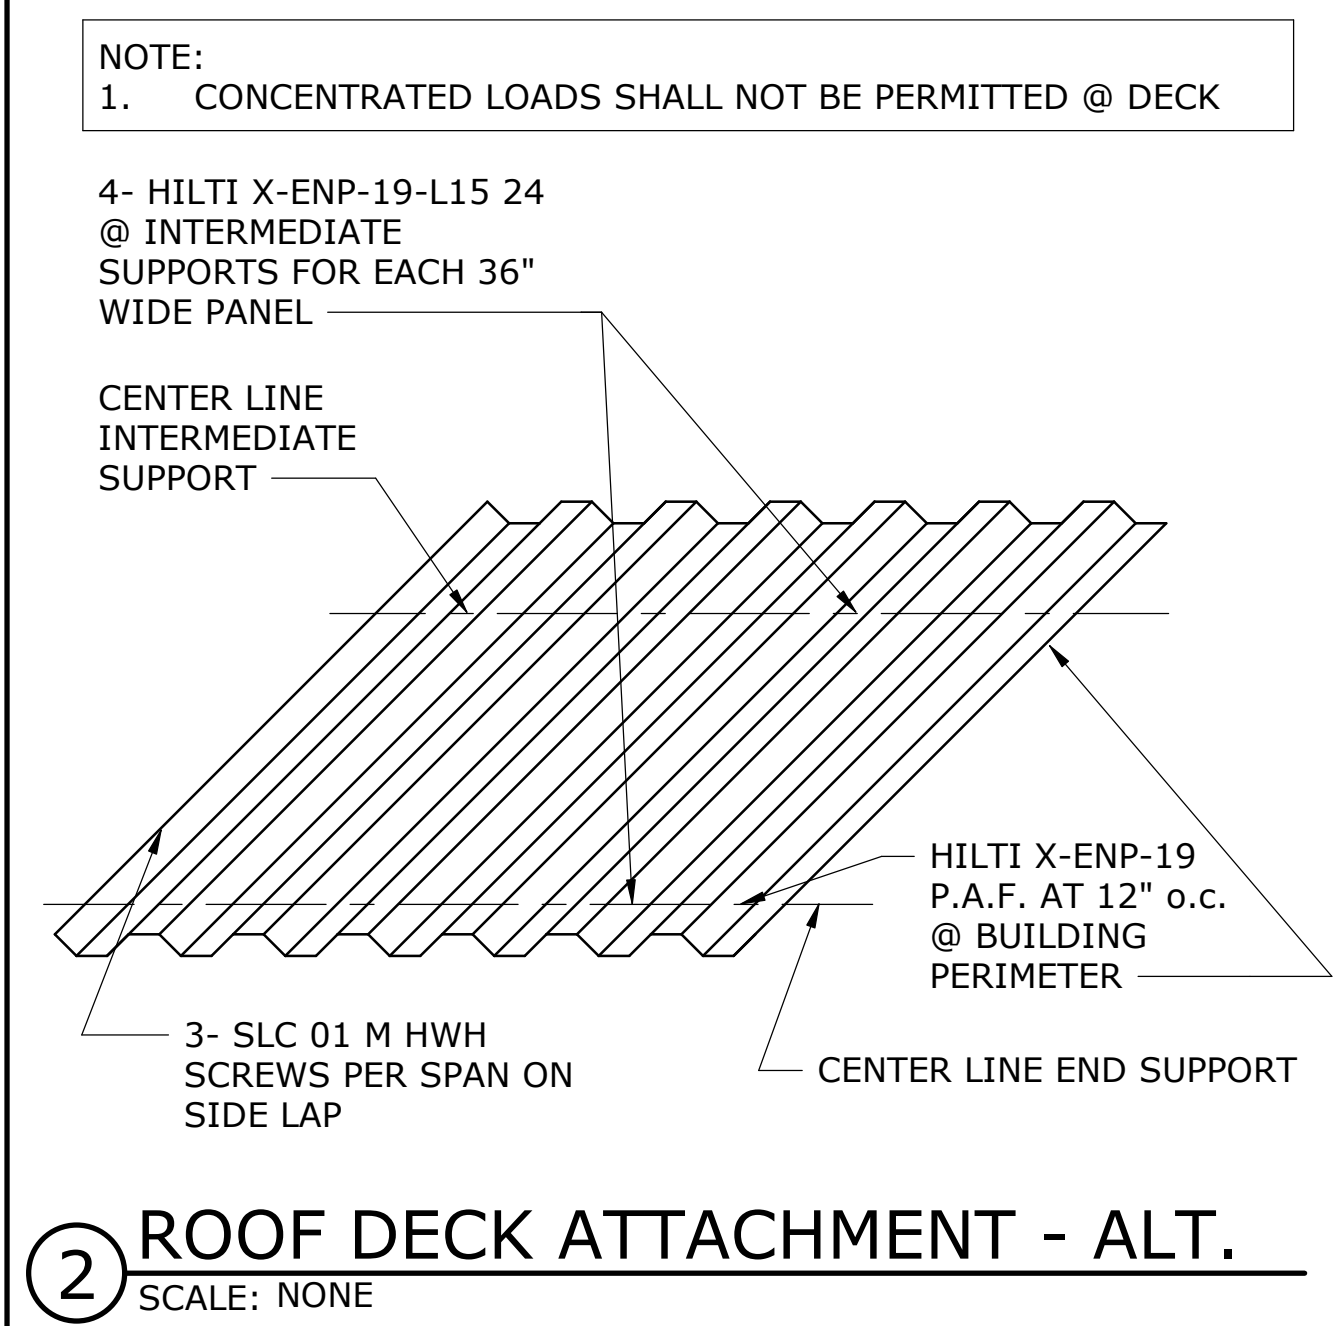 NOTE:
1. CONCENTRATED LOADS SHALL NOT BE PERMITTED @ DECK
4- HILTI X-ENP-19-L15 24
@ INTERMEDIATE
SUPPORTS FOR EACH 36"
WIDE PANEL
CENTER LINE
INTERMEDIATE
SUPPORT
HILTI X-ENP-19
P.A.F. AT 12" o.c.
@ BUILDING
PERIMETER
3- SLC 01 M HWH
SCREWS PER SPAN ON
SIDE LAP
CENTER LINE END SUPPORT
2
ROOF DECK ATTACHMENT - ALT.
SCALE: NONE